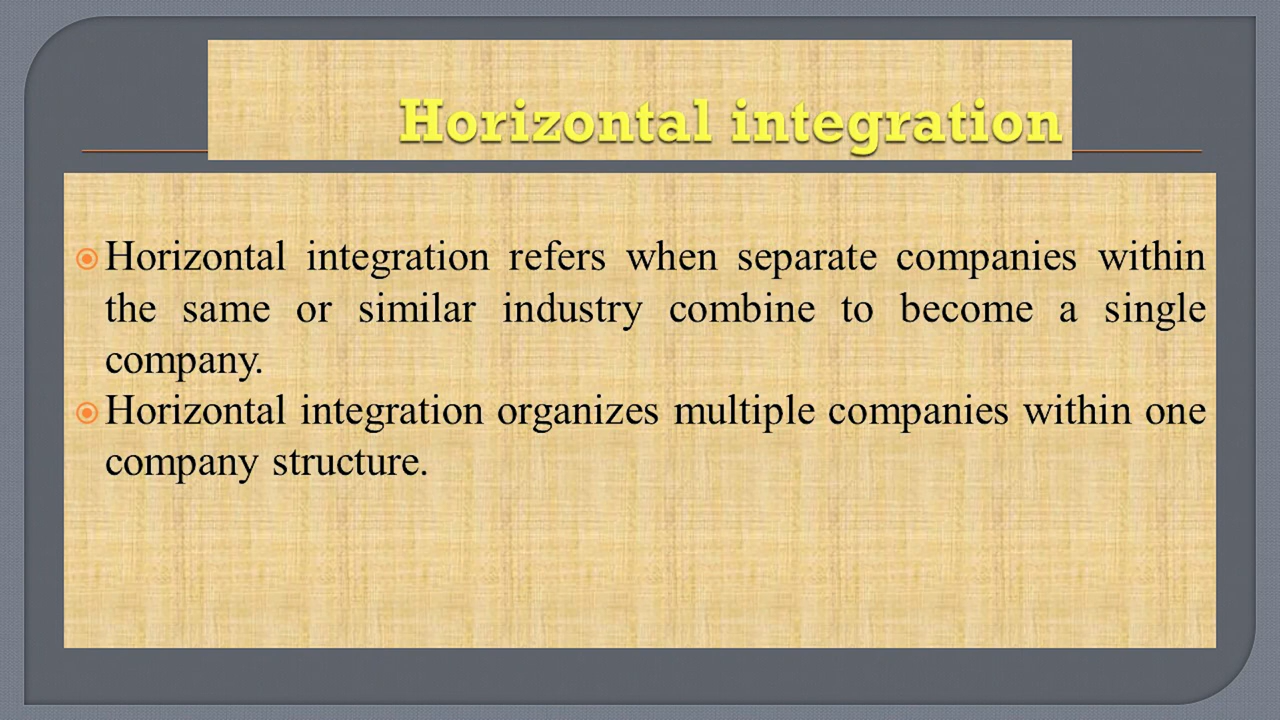 Horizontal integration
Horizontal integration refers when separate companies within
the same or similar industry combine to become a single
company.
Horizontal integration organizes multiple companies within one
company structure.